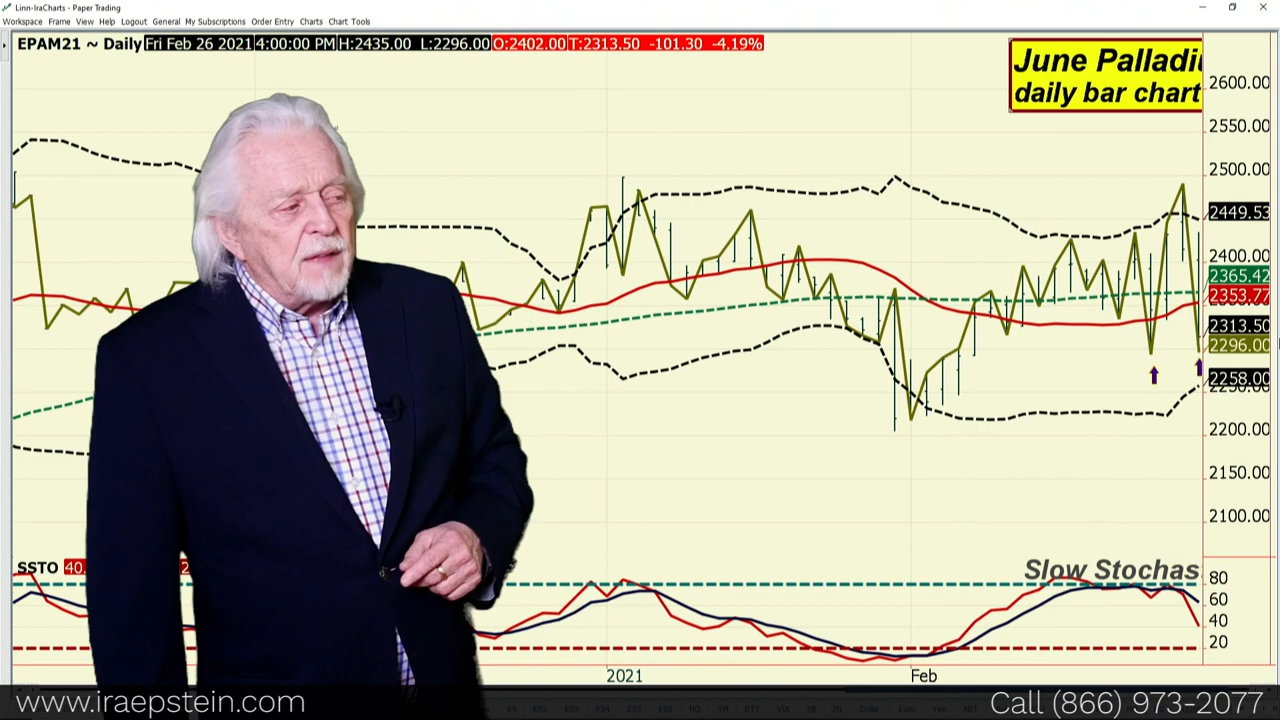 Linn-IraCharts - Paper Trading
Workspace Frame View Help Logout General My Subscriptions Order Entry Charts Chart Tools
EPAM21 ~ Daily Fri Feb 26 2021 4:00:00 PM H:2435.00 L:2296.00 O:2402.00 T:2313.50 -101.30 -4.19%
June Palladi
daily bar chart
2600.00
2550.00
2500.00
2449.53
2400.00
2365.42
2353.77
2313.50
2296.00
2258.00
2200.00
2150.00
2100.00
SSTO 40.
Slow Stochas
80
60
40
20
2021 Feb
www.iraepstein.com Call (866) 973-2077